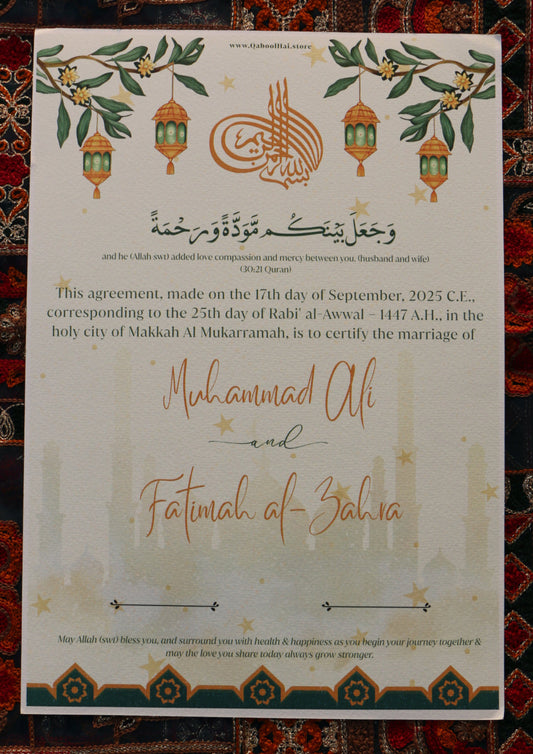 www.QaboolHai.store
بسم الله الرحمن الرحيم
وَجَعَلَ بَيْنَكُم مَّوَدَّةً وَرَحْمَةً
and he (Allah swt) added love compassion and mercy between you. (husband and wife)
(30:21 Quran)
This agreement, made on the 17th day of September, 2025 C.E.,
corresponding to the 25th day of Rabi' al-Awwal – 1447 A.H., in the
holy city of Makkah Al Mukarramah, is to certify the marriage of
Muhammad Ali
and
Fatimah al-Zahra
May Allah (swt) bless you, and surround you with health & happiness as you begin your journey together &
may the love you share today always grow stronger.